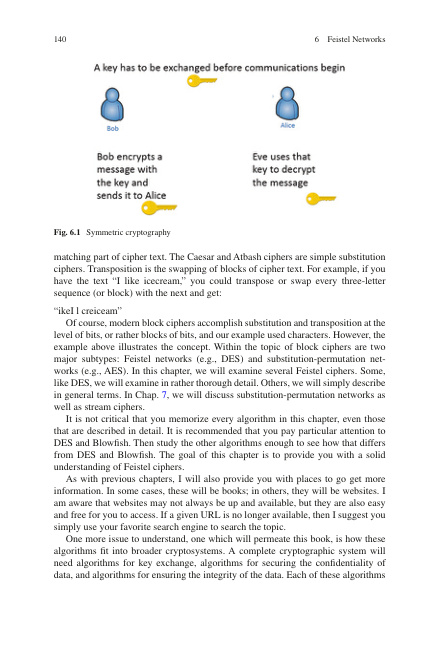 140
6 Feistel Networks
A key has to be exchanged before communications begin
Bob
Alice
Bob encrypts a
message with
the key and
sends it to Alice
Eve uses that
key to decrypt
the message
Fig. 6.1 Symmetric cryptography
matching part of cipher text. The Caesar and Atbash ciphers are simple substitution
ciphers. Transposition is the swapping of blocks of cipher text. For example, if you
have the text “I like icecream,” you could transpose or swap every three-letter
sequence (or block) with the next and get:
“ikeI l creiceam”
Of course, modern block ciphers accomplish substitution and transposition at the
level of bits, or rather blocks of bits, and our example used characters. However, the
example above illustrates the concept. Within the topic of block ciphers are two
major subtypes: Feistel networks (e.g., DES) and substitution-permutation net-
works (e.g., AES). In this chapter, we will examine several Feistel ciphers. Some,
like DES, we will examine in rather thorough detail. Others, we will simply describe
in general terms. In Chap. 7, we will discuss substitution-permutation networks as
well as stream ciphers.
It is not critical that you memorize every algorithm in this chapter, even those
that are described in detail. It is recommended that you pay particular attention to
DES and Blowfish. Then study the other algorithms enough to see how that differs
from DES and Blowfish. The goal of this chapter is to provide you with a solid
understanding of Feistel ciphers.
As with previous chapters, I will also provide you with places to go get more
information. In some cases, these will be books; in others, they will be websites. I
am aware that websites may not always be up and available, but they are also easy
and free for you to access. If a given URL is no longer available, then I suggest you
simply use your favorite search engine to search the topic.
One more issue to understand, one which will permeate this book, is how these
algorithms fit into broader cryptosystems. A complete cryptographic system will
need algorithms for key exchange, algorithms for securing the confidentiality of
data, and algorithms for ensuring the integrity of the data. Each of these algorithms